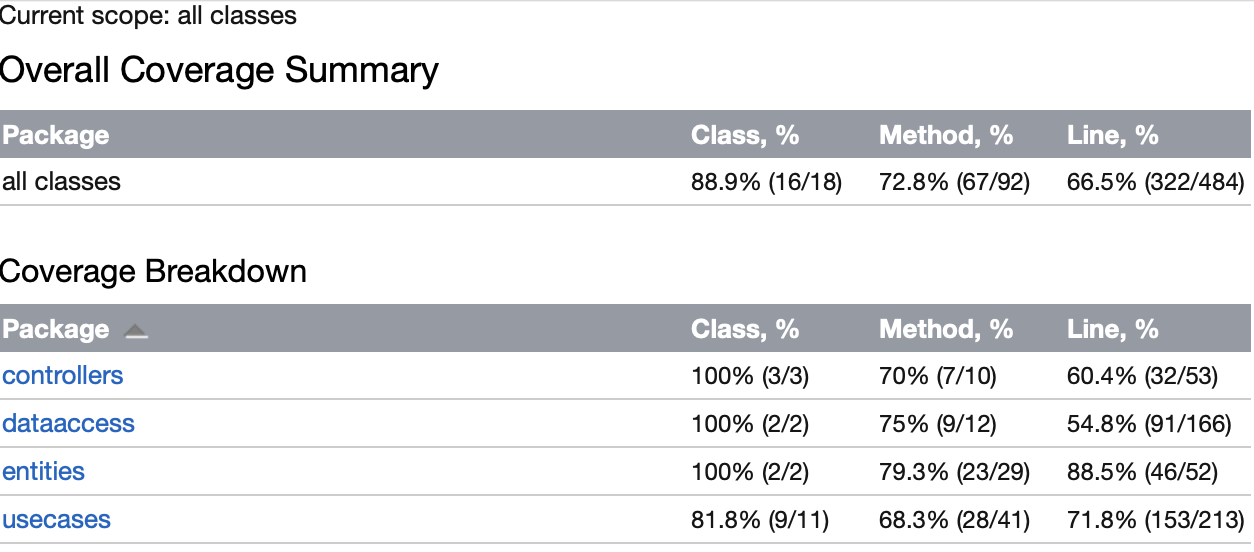 Current scope: all classes
Overall Coverage Summary
Package Class, % Method, % Line, %
all classes 88.9% (16/18) 72.8% (67/92) 66.5% (322/484)
Coverage Breakdown
Package Class, % Method, % Line, %
controllers 100% (3/3) 70% (7/10) 60.4% (32/53)
dataaccess 100% (2/2) 75% (9/12) 54.8% (91/166)
entities 100% (2/2) 79.3% (23/29) 88.5% (46/52)
usecases 81.8% (9/11) 68.3% (28/41) 71.8% (153/213)